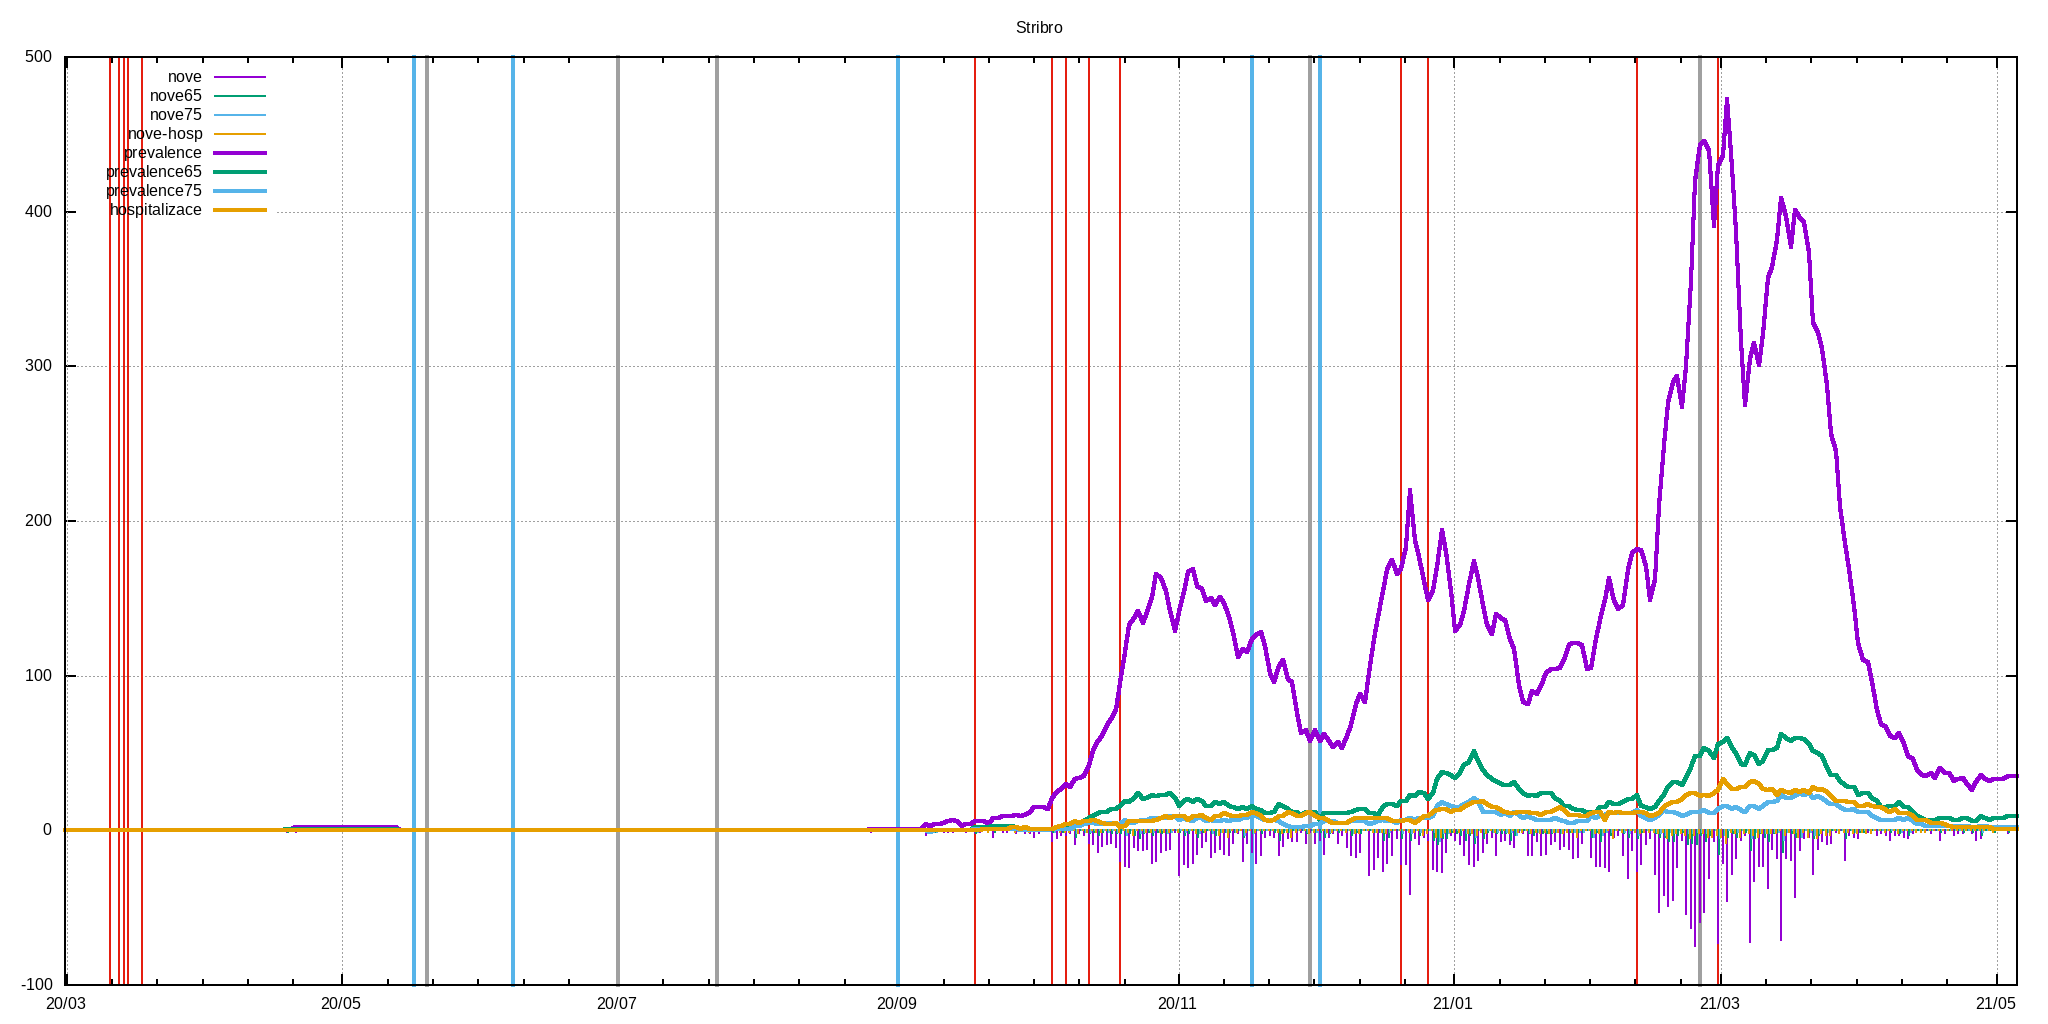 Stribro
500
nove
nove65
nove75
nove-hosp
prevalence
prevalence65
prevalence75
hospitalizace
400
300
200
100
0
-100
20/03 20/05 20/07 20/09 20/11 21/01 21/03 21/05